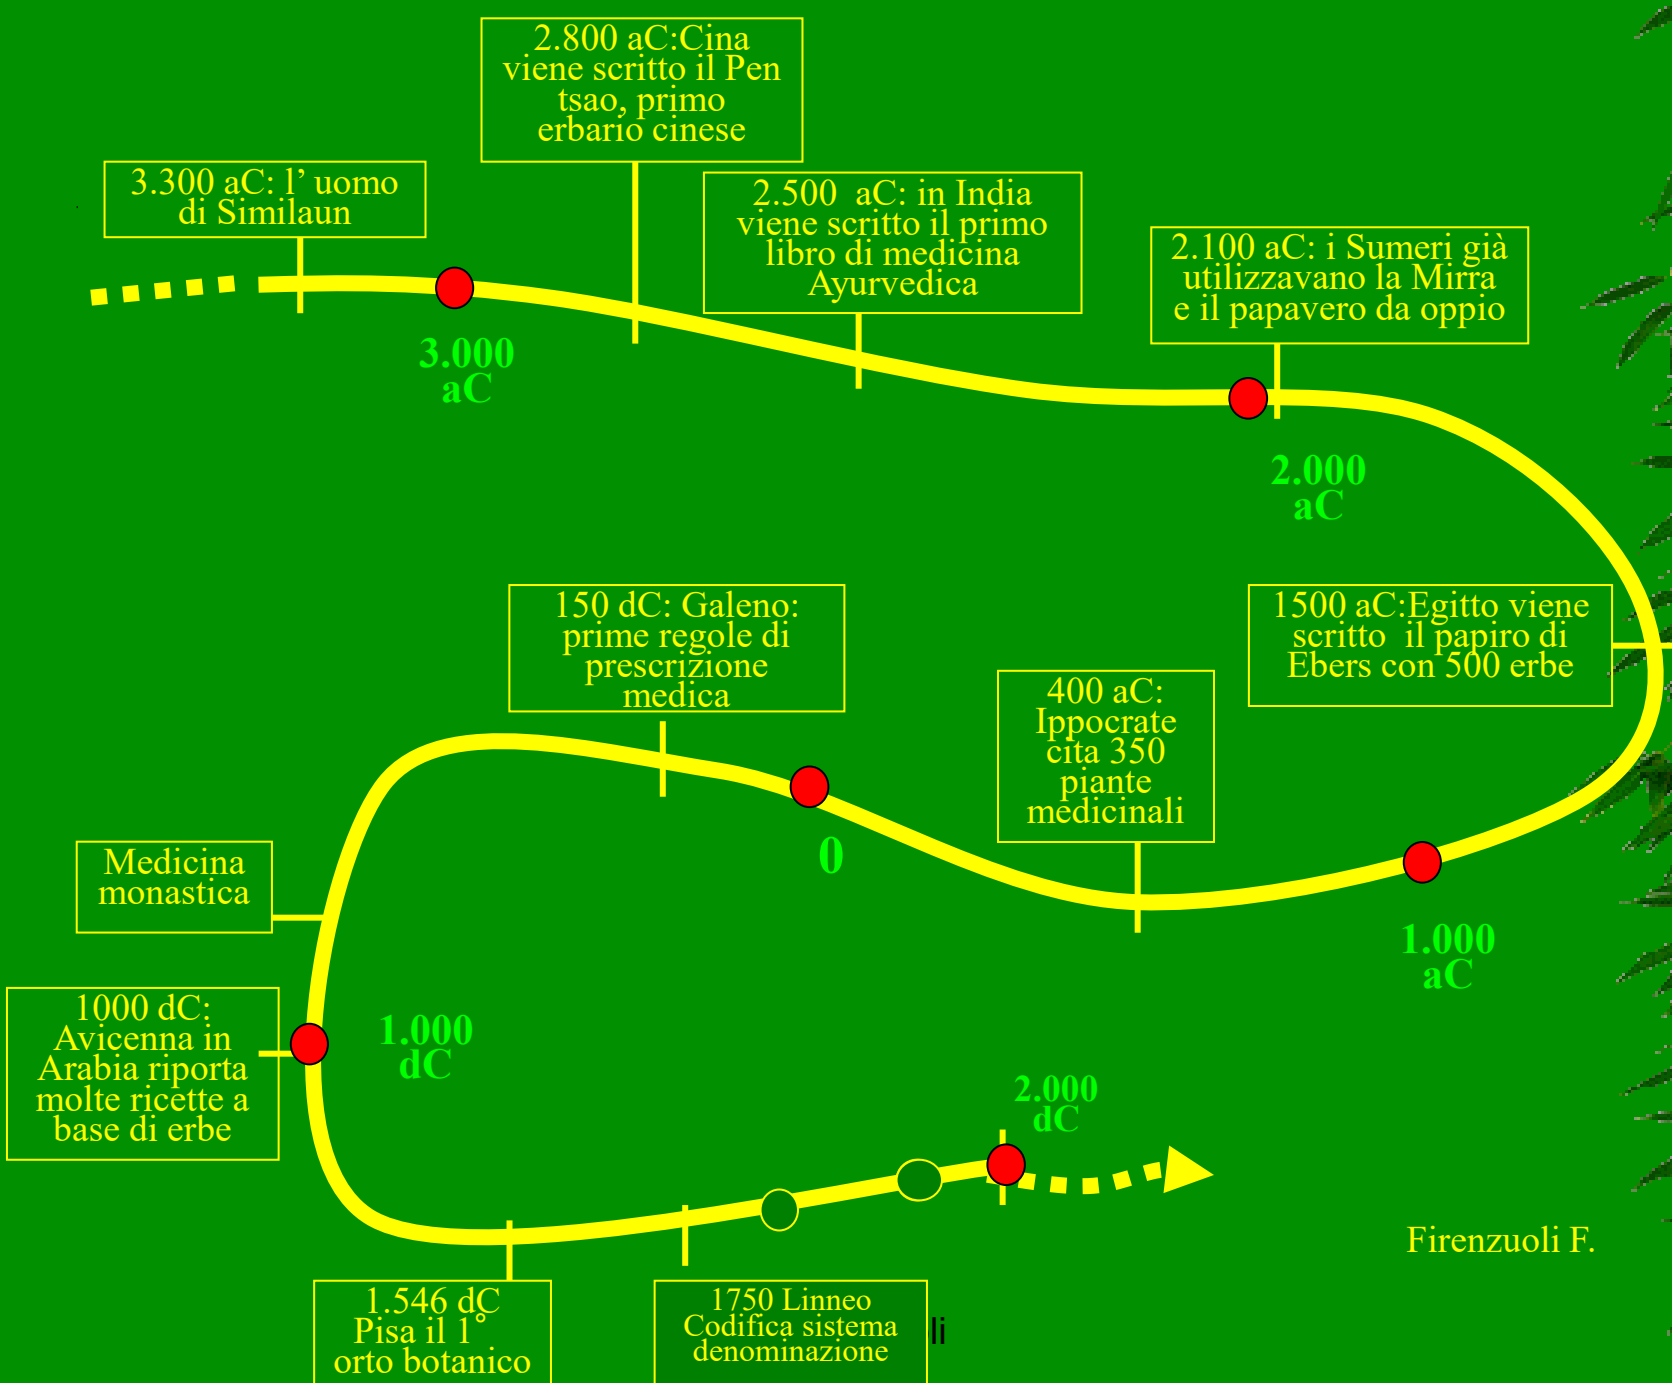 2.800 aC:Cina
viene scritto il Pen
tsao, primo
erbario cinese
3.300 aC: l’ uomo
di Similaun
2.500  aC: in India
viene scritto il primo
libro di medicina
Ayurvedica
2.100 aC: i Sumeri già
utilizzavano la Mirra
e il papavero da oppio
3.000
aC
2.000
aC
150 dC: Galeno:
prime regole di
prescrizione
medica
1500 aC:Egitto viene
scritto  il papiro di
Ebers con 500 erbe
400 aC:
Ippocrate
cita 350
piante
medicinali
0
Medicina
monastica
1.000
aC
1000 dC:
Avicenna in
Arabia riporta
molte ricette a
base di erbe
1.000
dC
2.000
dC
Firenzuoli F.
1.546 dC
Pisa il 1°
orto botanico
1750 Linneo
Codifica sistema
denominazione
li